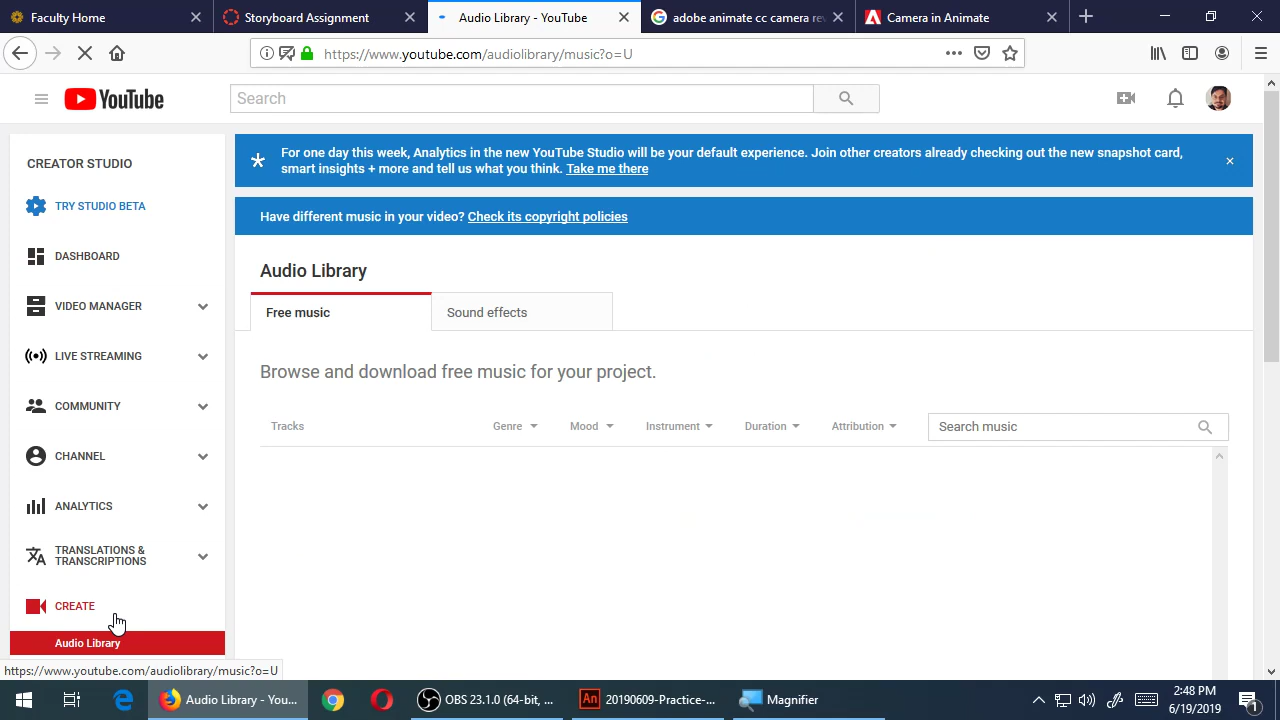 Faculty Home
Storyboard Assignment
Audio Library - YouTube
adobe animate cc camera rev
Camera in Animate
https://www.youtube.com/audiolibrary/music?o=U
YouTube
Search
CREATOR STUDIO
TRY STUDIO BETA
DASHBOARD
VIDEO MANAGER
LIVE STREAMING
COMMUNITY
CHANNEL
ANALYTICS
TRANSLATIONS &
TRANSCRIPTIONS
CREATE
Audio Library
For one day this week, Analytics in the new YouTube Studio will be your default experience. Join other creators already checking out the new snapshot card,
smart insights + more and tell us what you think. Take me there
Have different music in your video? Check its copyright policies
Audio Library
Free music
Sound effects
Browse and download free music for your project.
Tracks
Genre
Mood
Instrument
Duration
Attribution
Search music
https://www.youtube.com/audiolibrary/music?o=U
Audio Library - You...
OBS 23.1.0 (64-bit, ...
An
20190609-Practice-...
Magnifier
2:48 PM
6/19/2019
1